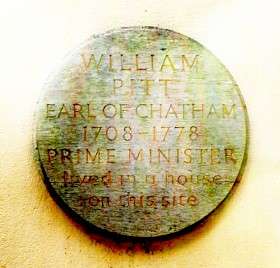 WILLIAM
PITT
EARL OF CHATHAM
1708-1778
PRIME MINISTER
lived in a house
on this site